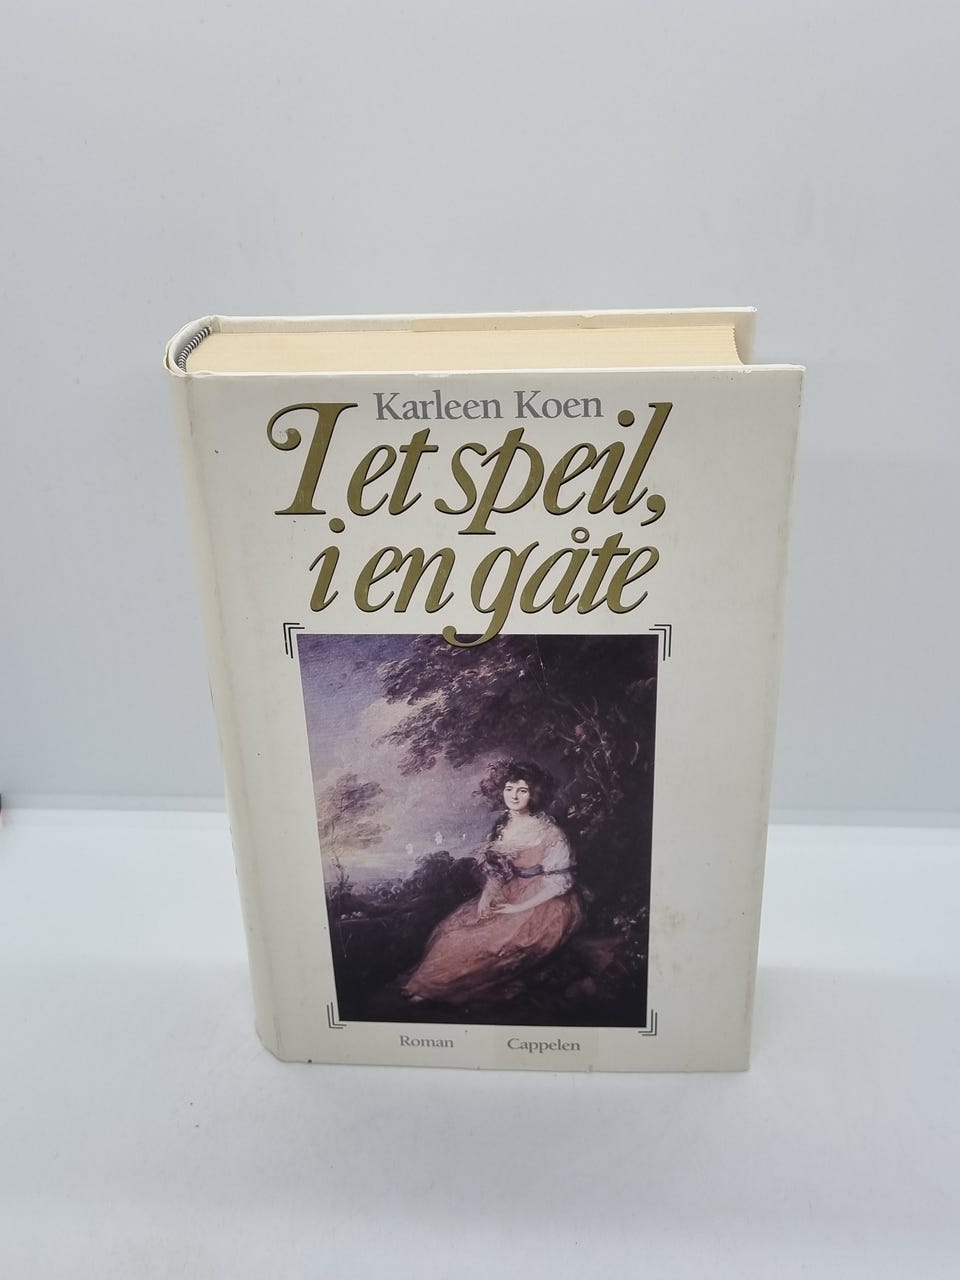 Karleen Koen
I et speil,
i en gåte
Roman Cappelen